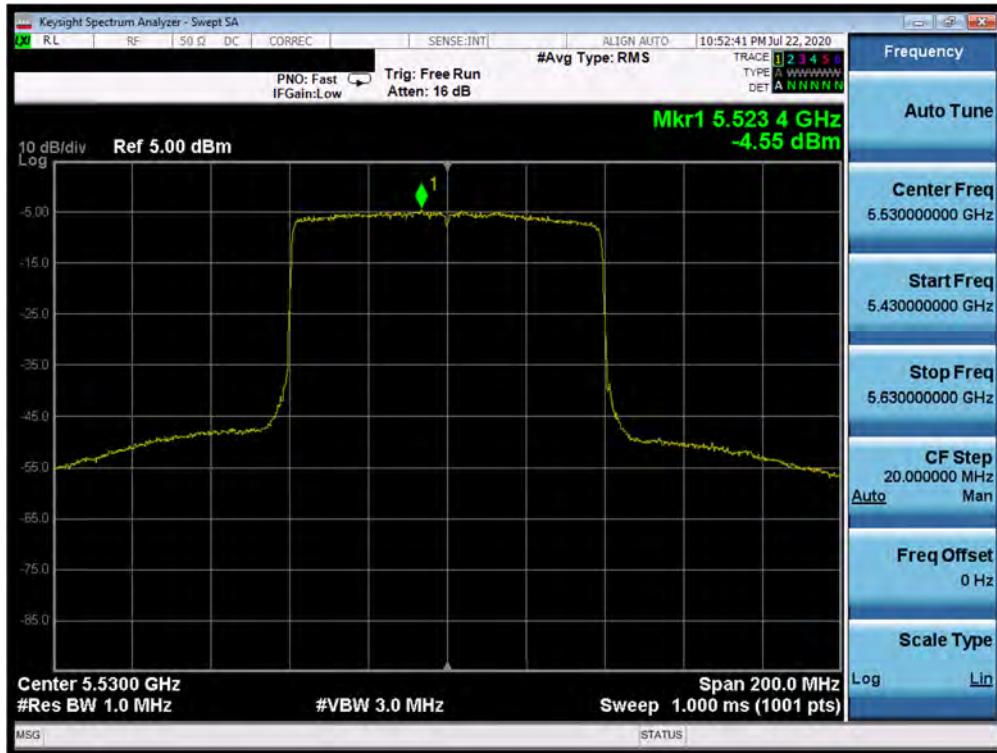 Keysight Spectrum Analyzer - Swept SA
LXI RL RF 50 Ω DC CORREC SENSE:INT ALIGN AUTO 10:52:41 PM Jul 22, 2020
#Avg Type: RMS
TRACE 1 2 3 4 5 6
PNO: Fast Trig: Free Run
TYPE A WWWWW
IFGain:Low Atten: 16 dB
DET A N N N N N
Mkr1 5.523 4 GHz
-4.55 dBm
10 dB/div Ref 5.00 dBm
Log
1
-5.00
-15.0
-25.0
-35.0
-45.0
-55.0
-65.0
-75.0
-85.0
Center 5.5300 GHz Span 200.0 MHz
#Res BW 1.0 MHz #VBW 3.0 MHz Sweep 1.000 ms (1001 pts)
MSG STATUS
Frequency
Auto Tune
Center Freq
5.530000000 GHz
Start Freq
5.430000000 GHz
Stop Freq
5.630000000 GHz
CF Step
20.000000 MHz
Auto Man
Freq Offset
0 Hz
Scale Type
Log Lin